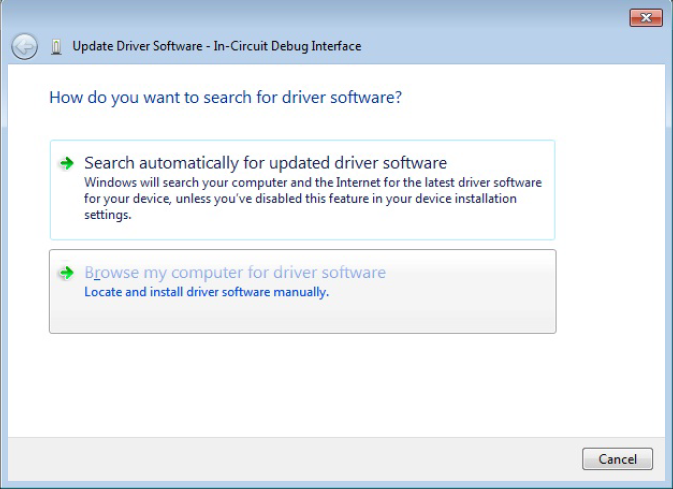 Update Driver Software - In-Circuit Debug Interface
How do you want to search for driver software?
Search automatically for updated driver software
Windows will search your computer and the Internet for the latest driver software
for your device, unless you've disabled this feature in your device installation
settings.
Browse my computer for driver software
Locate and install driver software manually.
Cancel